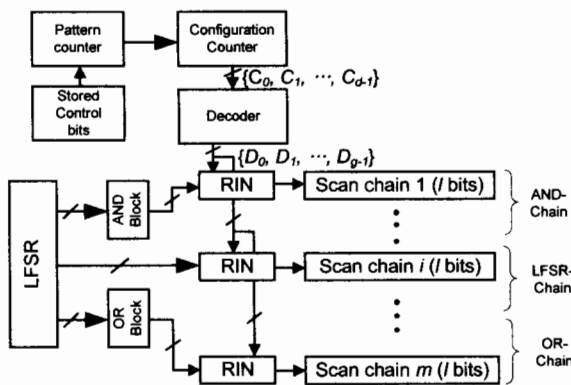 Pattern
counter
Configuration
Counter
{C0, C1, ···, Cd-1}
Stored
Control
bits
Decoder
{D0, D1, ···, Dg-1}
LFSR
AND
Block
RIN
Scan chain 1 (l bits)
AND-
Chain
RIN
Scan chain i (l bits)
LFSR-
Chain
OR
Block
RIN
Scan chain m (l bits)
OR-
Chain